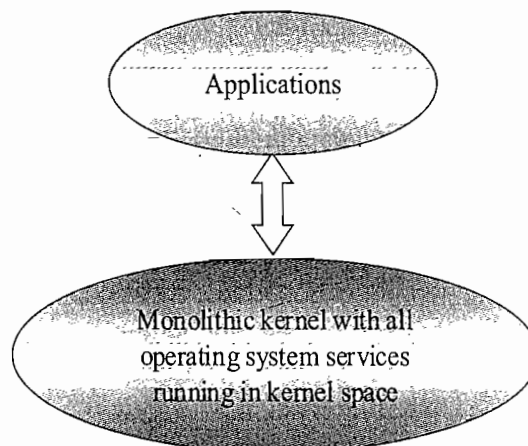 Applications
Monolithic kernel with all
operating system services
running in kernel space